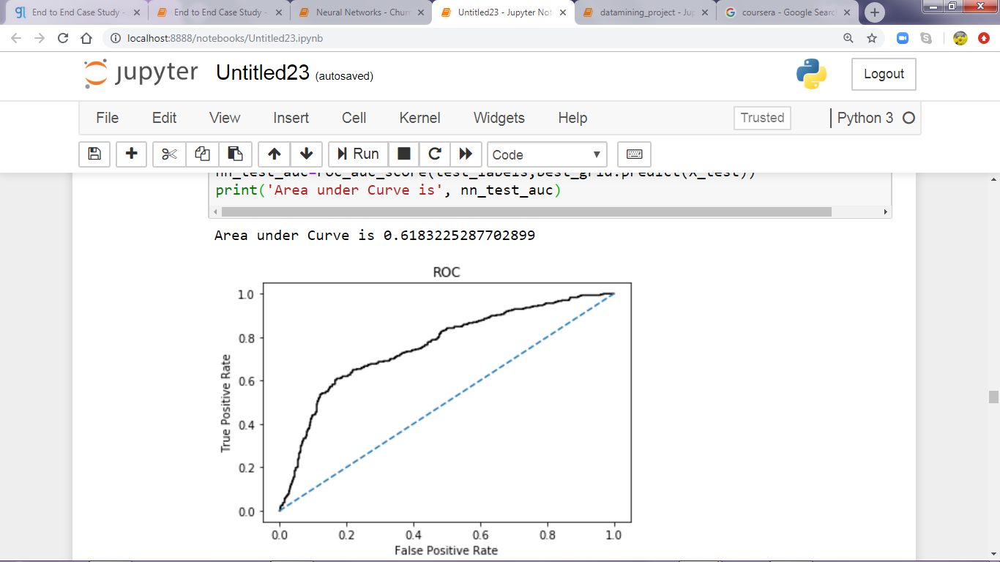 End to End Case Study -
End to End Case Study -
Neural Networks - Chur
Untitled23 - Jupyter Not
datamining_project - Jup
coursera - Google Searc
localhost:8888/notebooks/Untitled23.ipynb
jupyter Untitled23 (autosaved)
Logout
File Edit View Insert Cell Kernel Widgets Help
Trusted
Python 3
Run
Code
nn_test_auc=roc_auc_score(test_labels,best_grid.predict(X_test))
print('Area under Curve is', nn_test_auc)
Area under Curve is 0.6183225287702899
ROC
1.0
0.8
0.6
0.4
0.2
0.0
True Positive Rate
0.0 0.2 0.4 0.6 0.8 1.0
False Positive Rate